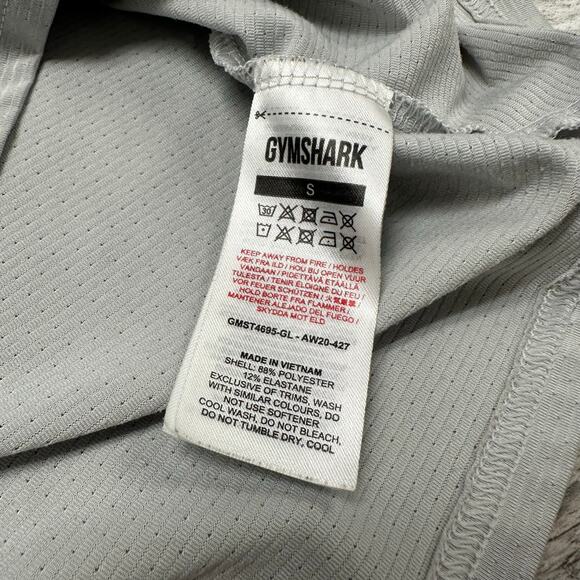 GYMSHARK
S
30
KEEP AWAY FROM FIRE / HOLDES
VÆK FRA ILD / HOU BIJ OPEN VUUR
VANDAAN / PIDETTÄVÄ ETÄÄLLÄ
TULESTA / TENIR ÉLOIGNÉ DU FEU /
VOR FEUER SCHÜTZEN /
HOLD BORTE FRA FLAMMER /
MANTENER ALEJADO DEL FUEGO /
SKYDDA MOT ELD
GMST4695-GL - AW20-427
MADE IN VIETNAM
SHELL: 88% POLYESTER
12% ELASTANE
EXCLUSIVE OF TRIMS, WASH
WITH SIMILAR COLOURS, DO
NOT USE SOFTENER
COOL WASH, DO NOT BLEACH,
DO NOT TUMBLE DRY, COOL